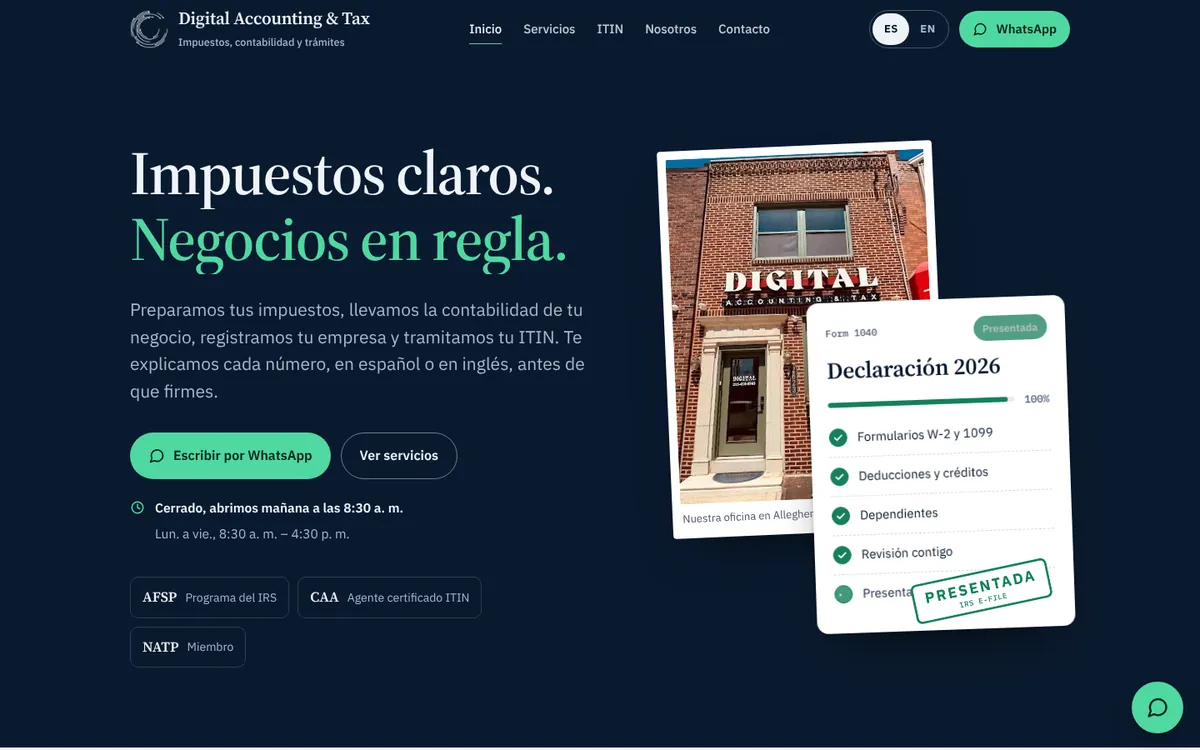 Digital Accounting & Tax
Impuestos, contabilidad y trámites
Inicio
Servicios
ITIN
Nosotros
Contacto
ES
EN
WhatsApp
Impuestos claros.
Negocios en regla.
Preparamos tus impuestos, llevamos la contabilidad de tu
negocio, registramos tu empresa y tramitamos tu ITIN. Te
explicamos cada número, en español o en inglés, antes de
que firmes.
Escribir por WhatsApp
Ver servicios
Cerrado, abrimos mañana a las 8:30 a. m.
Lun. a vie., 8:30 a. m. – 4:30 p. m.
AFSP Programa del IRS
CAA Agente certificado ITIN
NATP Miembro
DIGITAL
ACCOUNTING & TAX
DIGITAL
Nuestra oficina en Allegher
Form 1040
Presentada
Declaración 2026
100%
Formularios W-2 y 1099
Deducciones y créditos
Dependientes
Revisión contigo
Presenta
PRESENTADA
IRS E-FILE